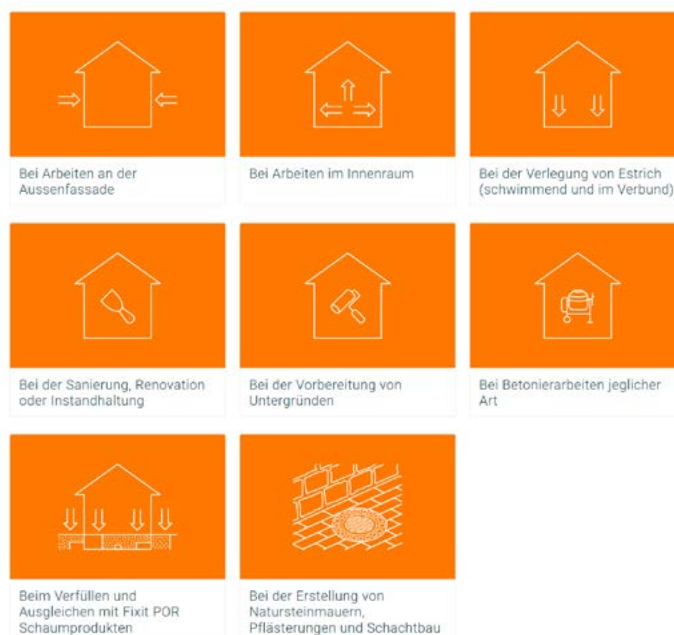 Bei Arbeiten an der
Aussenfassade
Bei Arbeiten im Innenraum
Bei der Verlegung von Estrich
(schwimmend und im Verbund)
Bei der Sanierung, Renovation
oder Instandhaltung
Bei der Vorbereitung von
Untergründen
Bei Betonierarbeiten jeglicher
Art
Beim Verfüllen und
Ausgleichen mit Fixit POR
Schaumprodukten
Bei der Erstellung von
Natursteinmauern,
Pflästerungen und Schachtbau